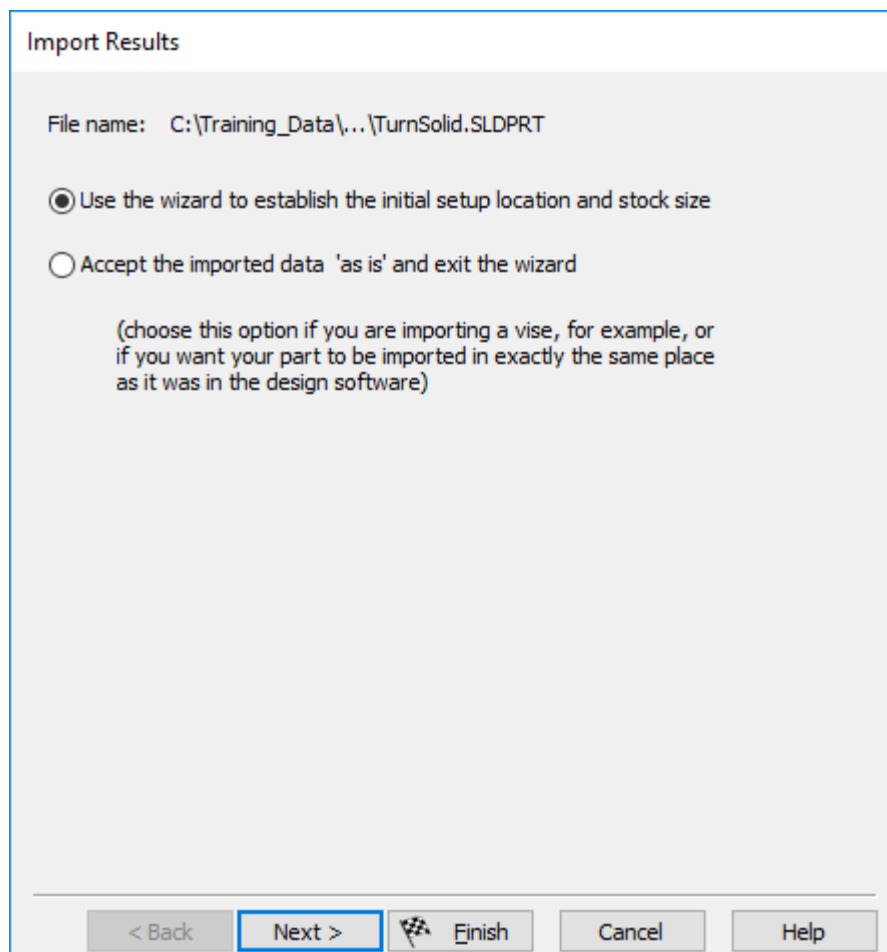 Import Results
File name: C:\Training_Data\...\TurnSolid.SLDPRT
Use the wizard to establish the initial setup location and stock size
Accept the imported data 'as is' and exit the wizard
(choose this option if you are importing a vise, for example, or
if you want your part to be imported in exactly the same place
as it was in the design software)
< Back Next > Finish Cancel Help